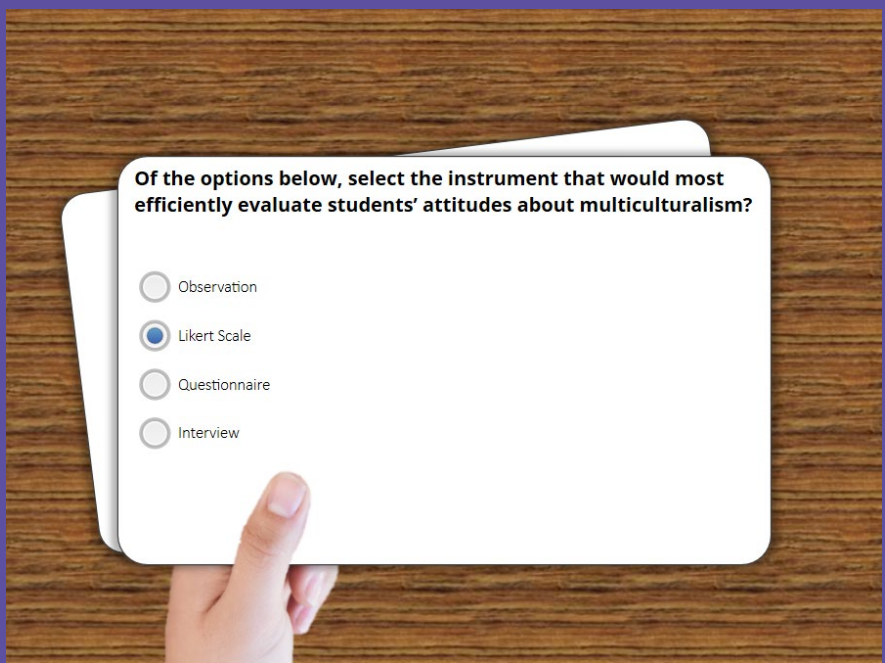 Of the options below, select the instrument that would most
efficiently evaluate students’ attitudes about multiculturalism?
Observation
Likert Scale
Questionnaire
Interview